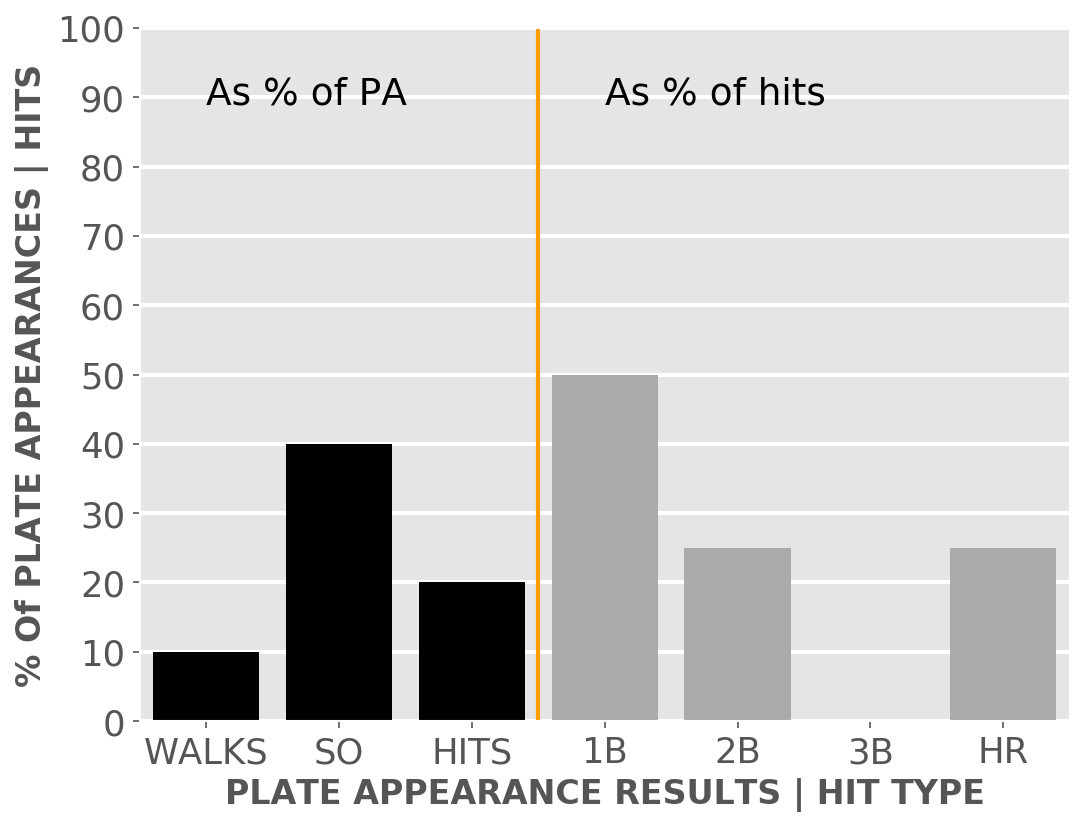 % Of PLATE APPEARANCES | HITS
100
90
80
70
60
50
40
30
20
10
0
As % of PA
As % of hits
WALKS SO HITS 1B 2B 3B HR
PLATE APPEARANCE RESULTS | HIT TYPE